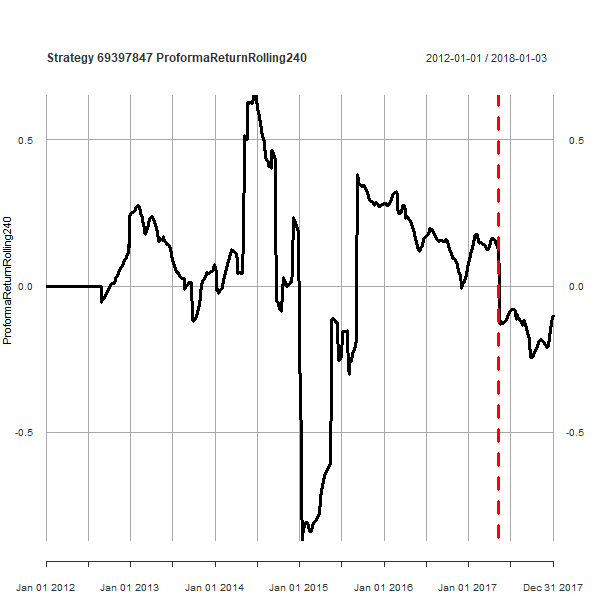 Strategy 69397847 ProformaReturnRolling240
2012-01-01 / 2018-01-03
ProformaReturnRolling240
0.5
0.5
0.0
0.0
-0.5
-0.5
Jan 01 2012
Jan 01 2013
Jan 01 2014
Jan 01 2015
Jan 01 2016
Jan 01 2017
Dec 31 2017